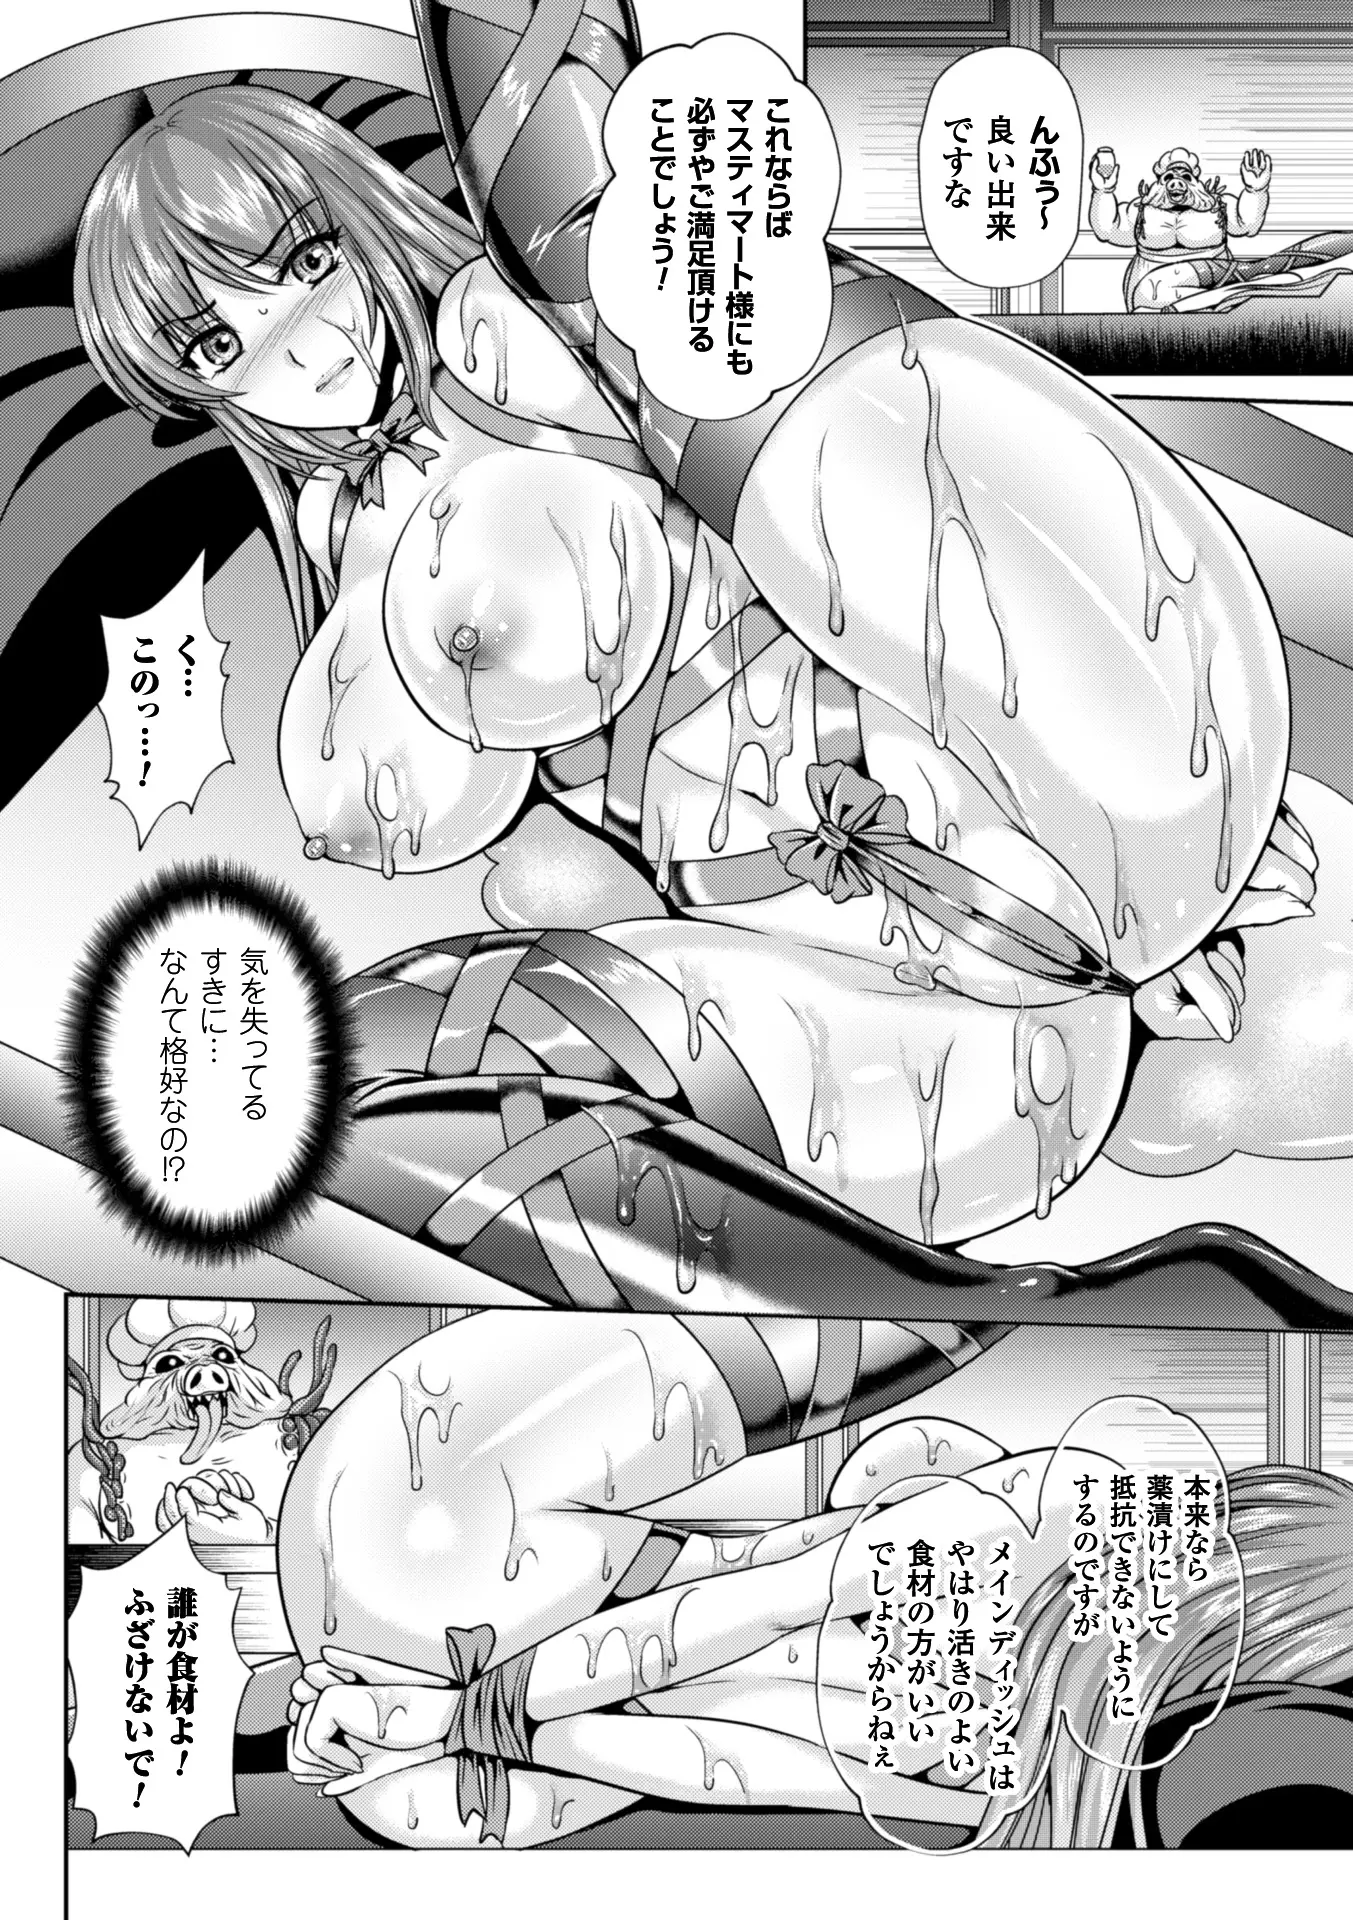 んふぅ～
良い出来
ですな
これならば
マスティマート様にも
必ずやご満足頂ける
ことでしょう！
く…
このっ…！
気を失ってる
すきに…
なんて格好なの!?
本来なら
薬漬けにして
抵抗できないように
するのですが
メインディッシュは
やはり活きのよい
食材の方がいい
でしょうからねぇ
誰が食材よ！
ふざけないで！